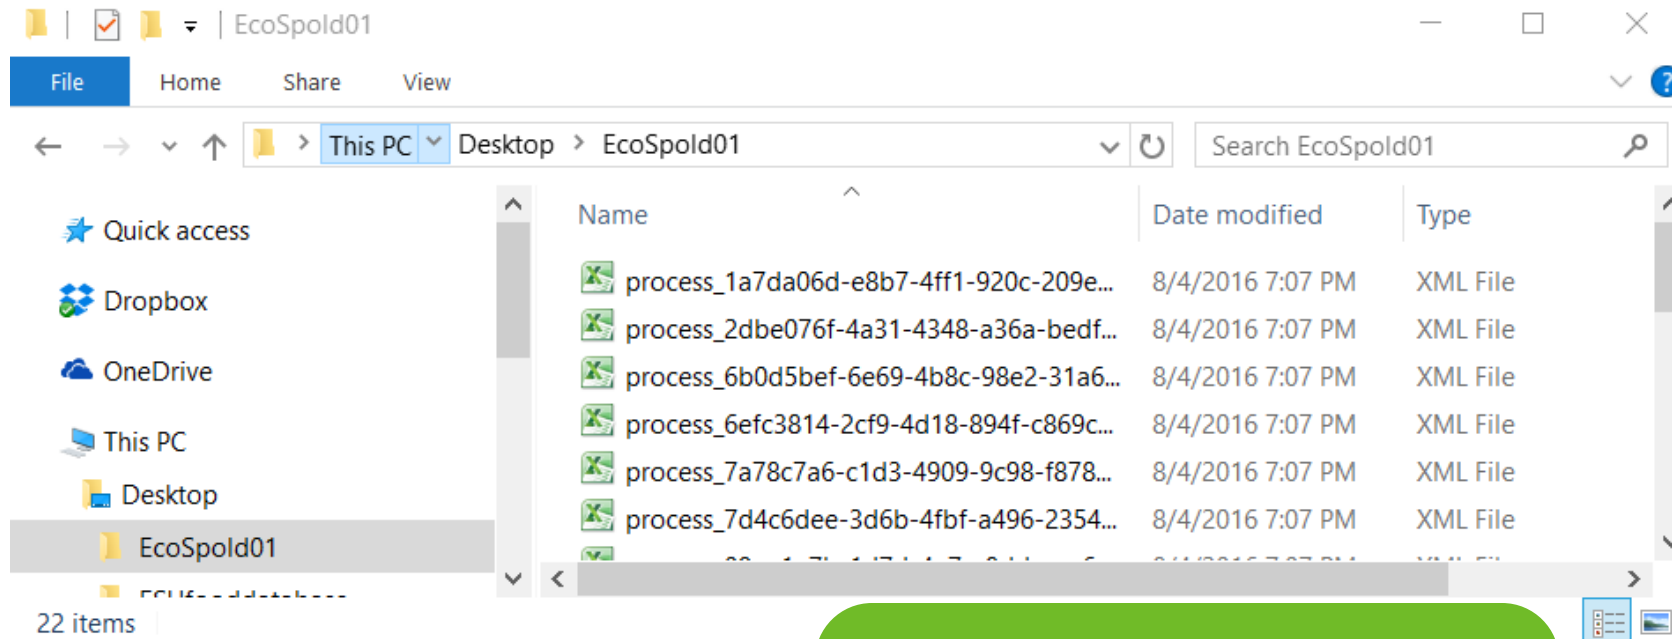 EcoSpold01
File Home Share View
This PC Desktop EcoSpold01 Search EcoSpold01
Name Date modified Type
Quick access
Dropbox
OneDrive
This PC
Desktop
EcoSpold01
process_1a7da06d-e8b7-4ff1-920c-209e... 8/4/2016 7:07 PM XML File
process_2dbe076f-4a31-4348-a36a-bedf... 8/4/2016 7:07 PM XML File
process_6b0d5bef-6e69-4b8c-98e2-31a6... 8/4/2016 7:07 PM XML File
process_6efc3814-2cf9-4d18-894f-c869c... 8/4/2016 7:07 PM XML File
process_7a78c7a6-c1d3-4909-9c98-f878... 8/4/2016 7:07 PM XML File
process_7d4c6dee-3d6b-4fbf-a496-2354... 8/4/2016 7:07 PM XML File
22 items